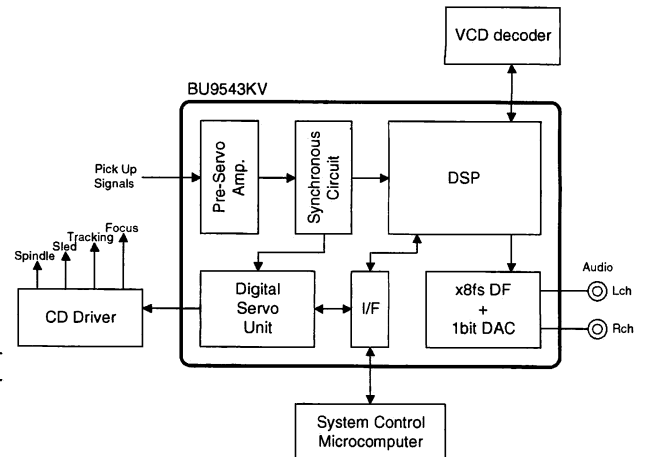 VCD decoder
BU9543KV
Pick Up
Signals
Pre-Servo
Amp.
Synchronous
Circuit
DSP
Focus
Tracking
Sled
Spindle
CD Driver
Digital
Servo
Unit
I/F
x8fs DF
+
1bit DAC
Audio
Lch
Rch
System Control
Microcomputer